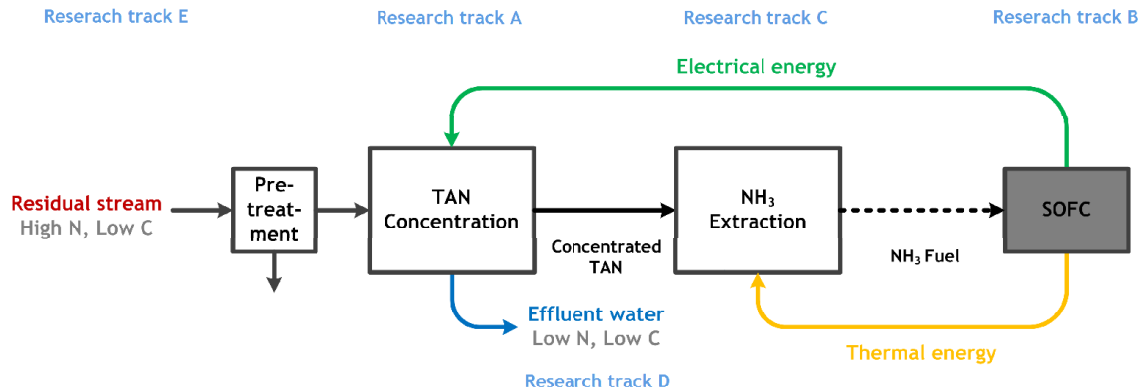 Reserach track E
Research track A
Research track C
Reserach track B
Electrical energy
Residual stream
High N, Low C
Pre-
treat-
ment
TAN
Concentration
Concentrated
TAN
NH₃
Extraction
NH₃ Fuel
SOFC
Effluent water
Low N, Low C
Thermal energy
Research track D